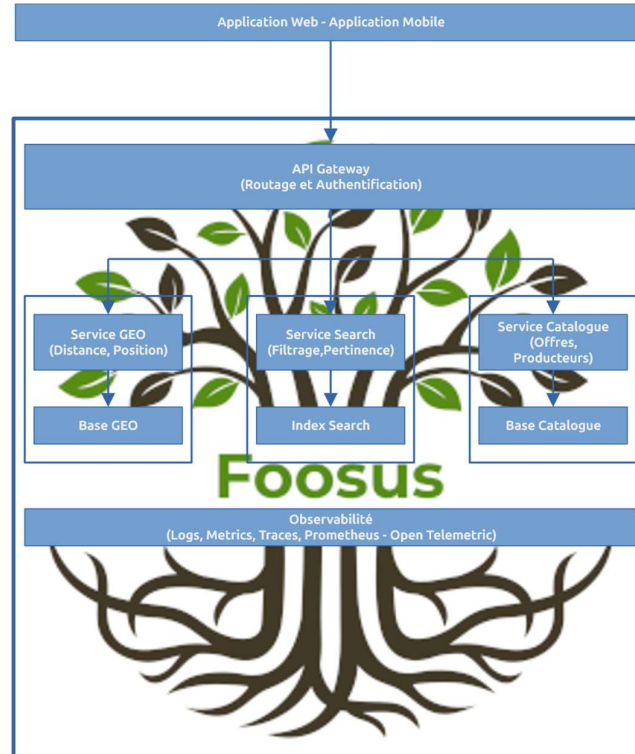 Application Web - Application Mobile
API Gateway
(Routage et Authentification)
Service GEO
(Distance, Position)
Service Search
(Filtrage,Pertinence)
Service Catalogue
(Offres,
Producteurs)
Base GEO
Index Search
Base Catalogue
Foosus
Observabilité
(Logs, Metrics, Traces, Prometheus - Open Telemetric)